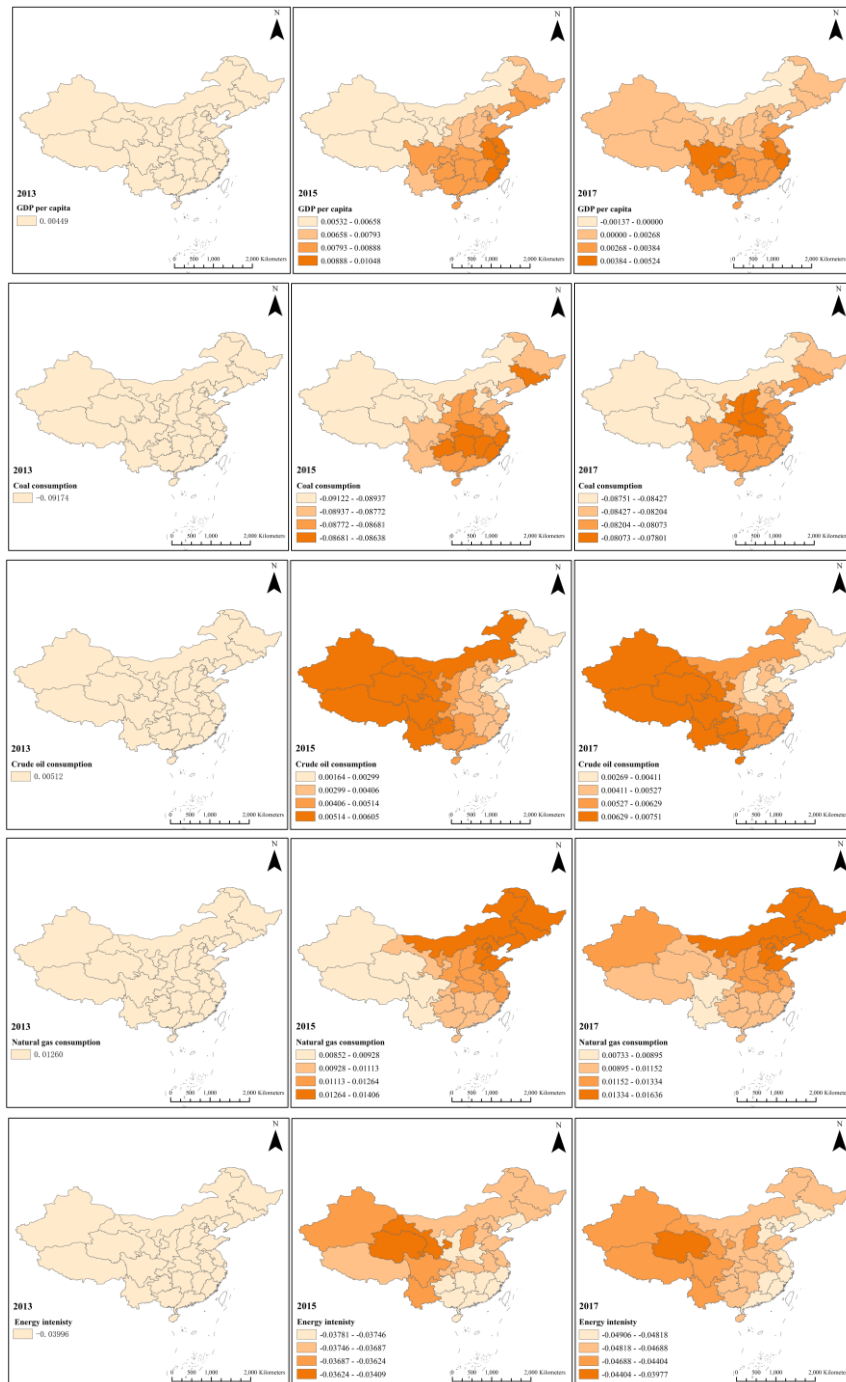 N
2013
GDP per capita
0.00449
0 500 1,000 2,000 Kilometers
N
2015
GDP per capita
0.00532 - 0.00658
0.00658 - 0.00793
0.00793 - 0.00888
0.00888 - 0.01048
0 500 1,000 2,000 Kilometers
N
2017
GDP per capita
-0.00137 - 0.00000
0.00000 - 0.00268
0.00268 - 0.00384
0.00384 - 0.00524
0 500 1,000 2,000 Kilometers
N
2013
Coal consumption
-0.09174
0 500 1,000 2,000 Kilometers
N
2015
Coal consumption
-0.09122 - -0.08937
-0.08937 - -0.08772
-0.08772 - -0.08681
-0.08681 - -0.08638
0 500 1,000 2,000 Kilometers
N
2017
Coal consumption
-0.08751 - -0.08427
-0.08427 - -0.08204
-0.08204 - -0.08073
-0.08073 - -0.07801
0 500 1,000 2,000 Kilometers
N
2013
Crude oil consumption
0.00512
0 500 1,000 2,000 Kilometers
N
2015
Crude oil consumption
0.00164 - 0.00299
0.00299 - 0.00406
0.00406 - 0.00514
0.00514 - 0.00605
0 500 1,000 2,000 Kilometers
N
2017
Crude oil consumption
0.00269 - 0.00411
0.00411 - 0.00527
0.00527 - 0.00629
0.00629 - 0.00751
0 500 1,000 2,000 Kilometers
N
2013
Natural gas consumption
0.01260
0 500 1,000 2,000 Kilometers
N
2015
Natural gas consumption
0.00852 - 0.00928
0.00928 - 0.01113
0.01113 - 0.01264
0.01264 - 0.01406
0 500 1,000 2,000 Kilometers
N
2017
Natural gas consumption
0.00733 - 0.00895
0.00895 - 0.01152
0.01152 - 0.01334
0.01334 - 0.01636
0 500 1,000 2,000 Kilometers
N
2013
Energy intenisty
-0.03996
0 500 1,000 2,000 Kilometers
N
2015
Energy intenisty
-0.03781 - -0.03746
-0.03746 - -0.03687
-0.03687 - -0.03624
-0.03624 - -0.03409
0 500 1,000 2,000 Kilometers
N
2017
Energy intenisty
-0.04906 - -0.04818
-0.04818 - -0.04688
-0.04688 - -0.04404
-0.04404 - -0.03977
0 500 1,000 2,000 Kilometers